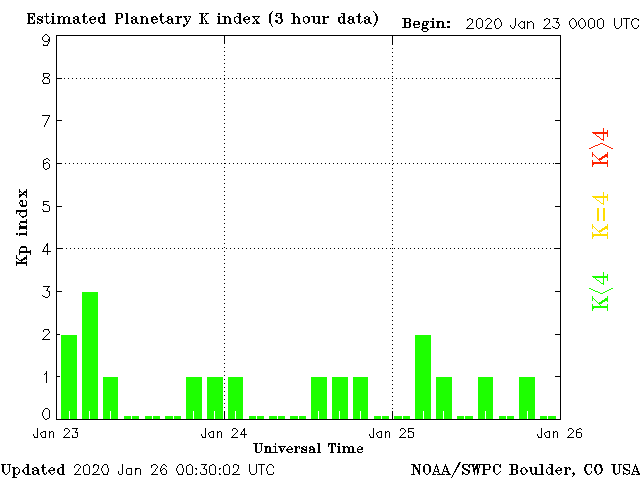 Estimated Planetary K index (3 hour data) Begin: 2020 Jan 23 0000 UTC
9
8
7
6
5
4
3
2
1
0
Kp index
K>4
K=4
K<4
Jan 23 Jan 24 Jan 25 Jan 26
Universal Time
Updated 2020 Jan 26 00:30:02 UTC NOAA/SWPC Boulder, CO USA